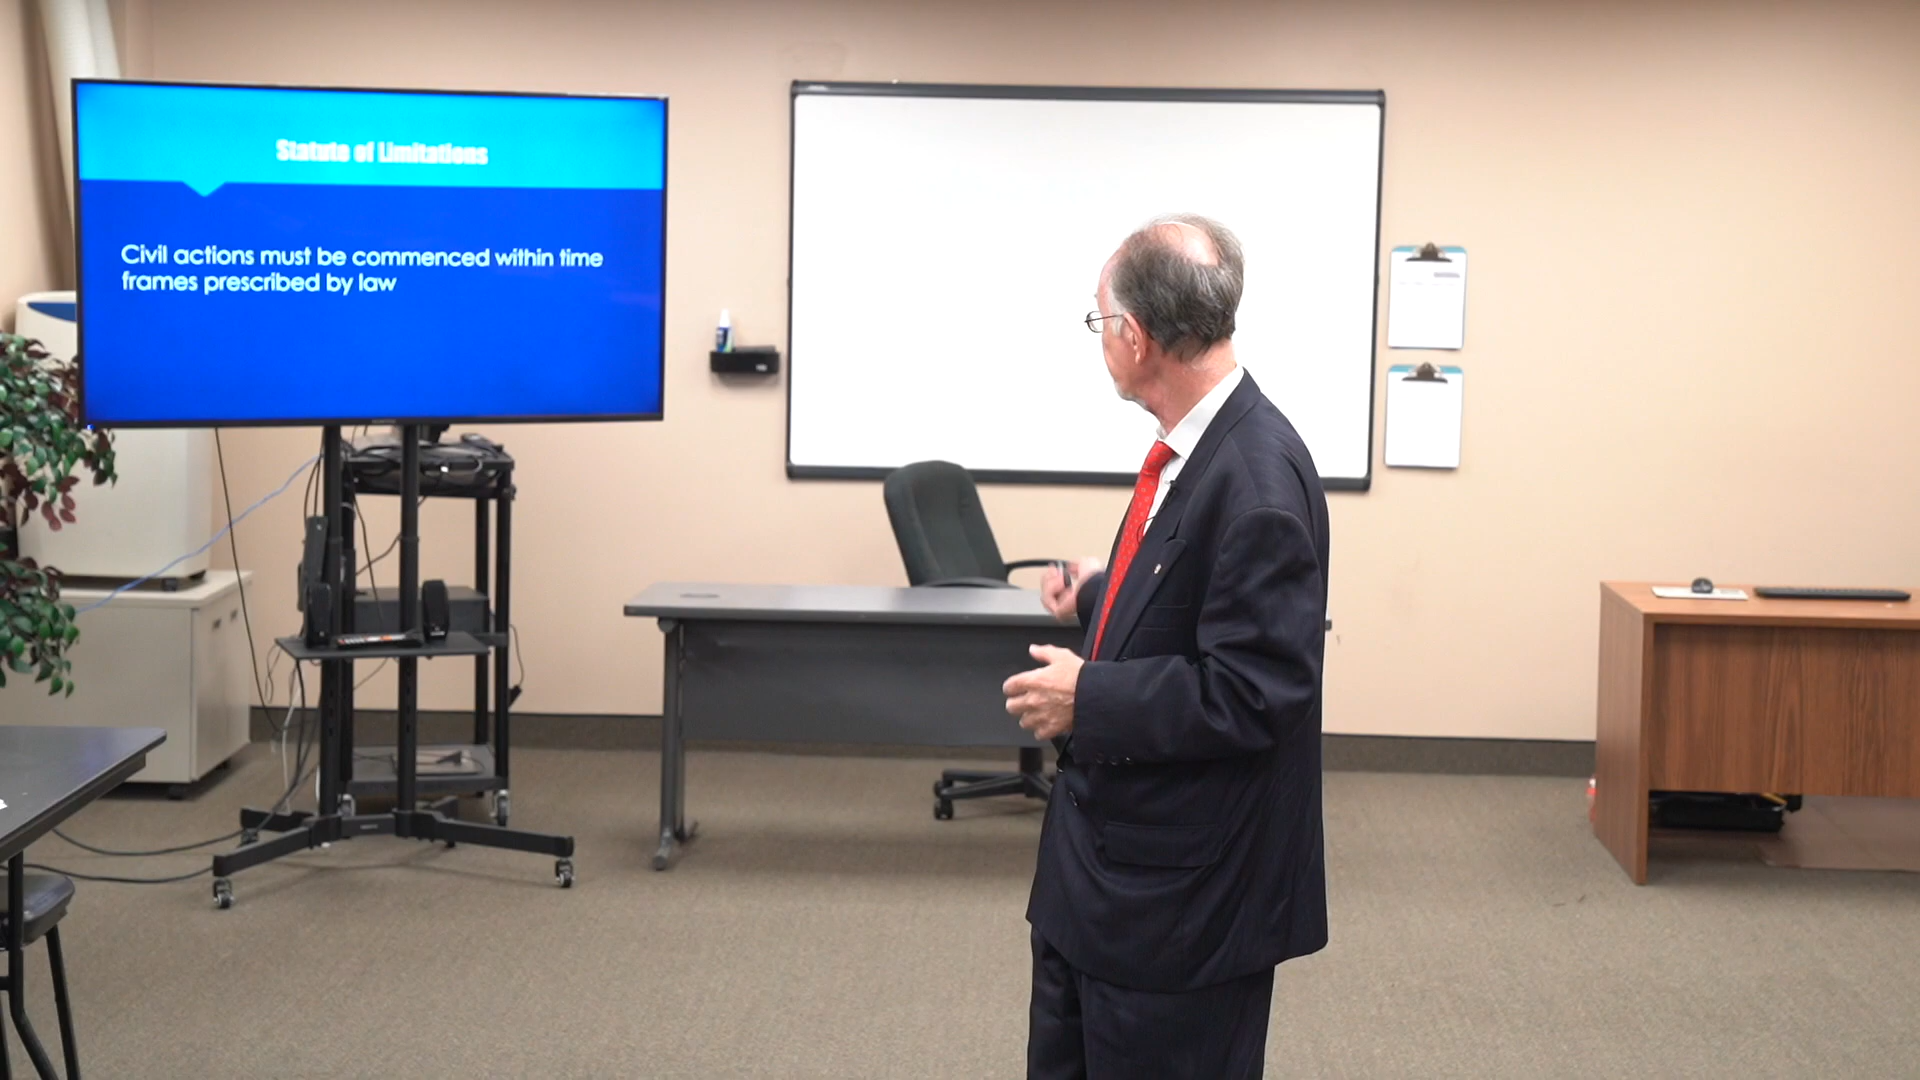 Statute of Limitations
Civil actions must be commenced within time
frames prescribed by law